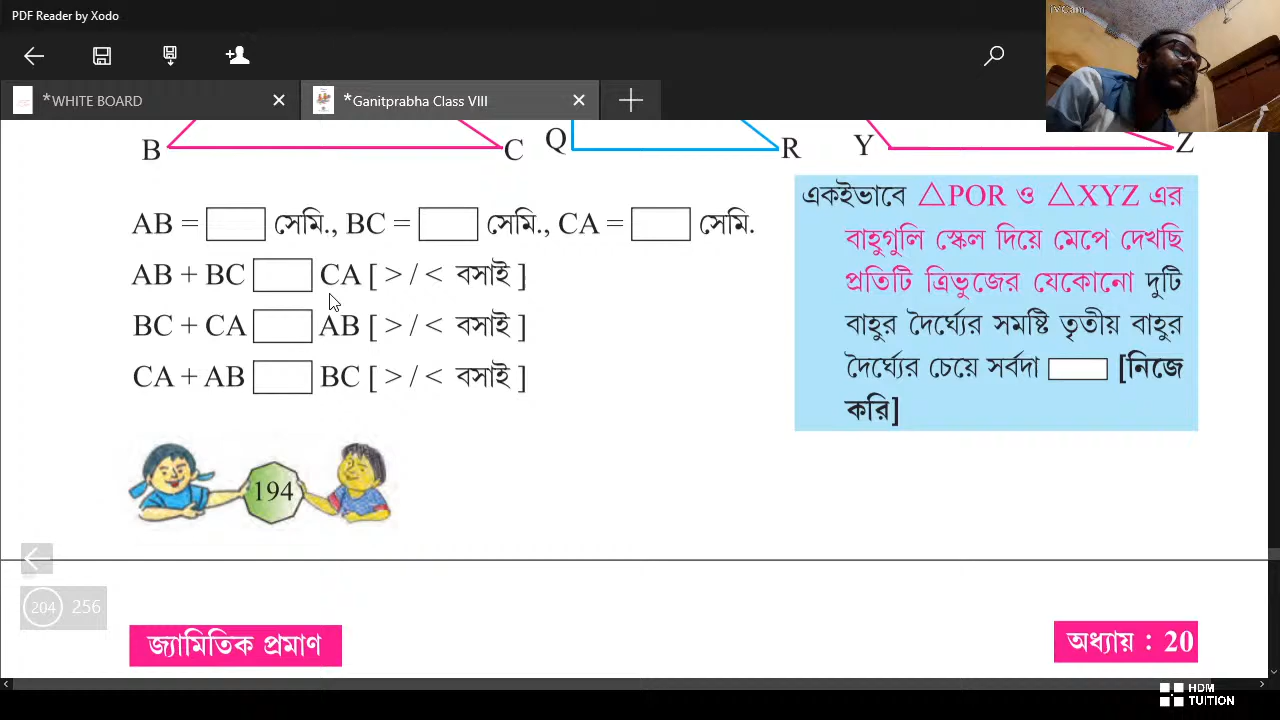 PDF Reader by Xodo
iVCam
*WHITE BOARD
*Ganitprabha Class VIII
B C Q R Y Z
AB = সেমি., BC = সেমি., CA = সেমি.
AB + BC CA [ > / < বসাই ]
BC + CA AB [ > / < বসাই ]
CA + AB BC [ > / < বসাই ]
একইভাবে △PQR ও △XYZ এর
বাহুগুলি স্কেল দিয়ে মেপে দেখছি
প্রতিটি ত্রিভুজের যেকোনো দুটি
বাহুর দৈর্ঘ্যের সমষ্টি তৃতীয় বাহুর
দৈর্ঘ্যের চেয়ে সর্বদা [নিজে
করি]
194
204 256
জ্যামিতিক প্রমাণ
অধ্যায় : 20
HDM
TUITION